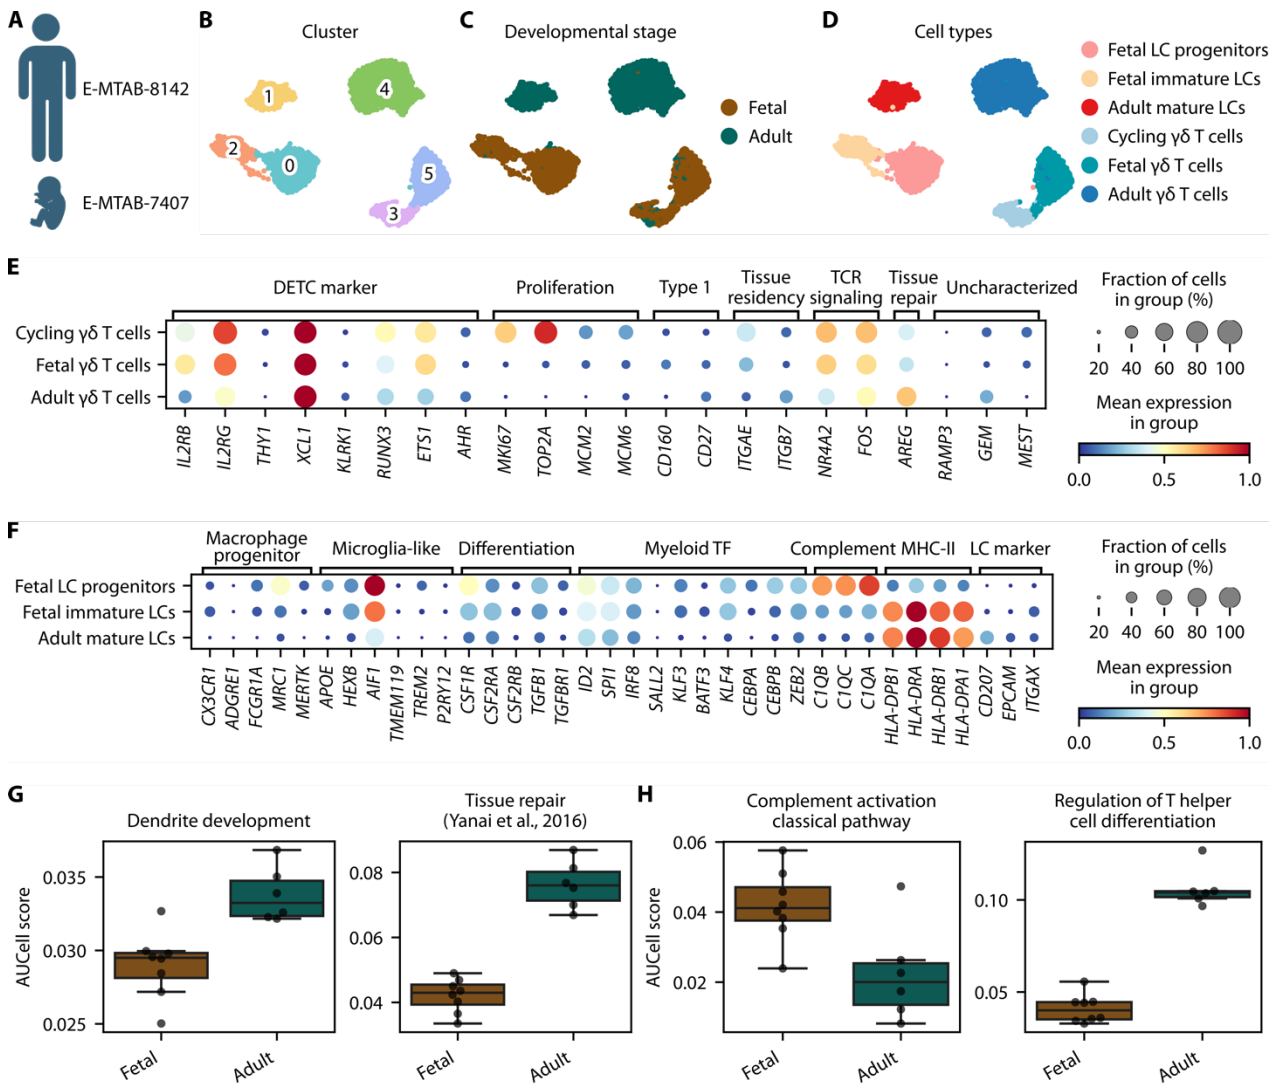 A
E-MTAB-8142
E-MTAB-7407
B
Cluster
1
4
2
0
5
3
C
Developmental stage
Fetal
Adult
D
Cell types
Fetal LC progenitors
Fetal immature LCs
Adult mature LCs
Cycling γδ T cells
Fetal γδ T cells
Adult γδ T cells
E
DETC marker
Proliferation
Type 1
Tissue
residency
TCR
signaling
Tissue
repair
Uncharacterized
Cycling γδ T cells
Fetal γδ T cells
Adult γδ T cells
IL2RB
IL2RG
THY1
XCL1
KLRK1
RUNX3
ETS1
AHR
MKI67
TOP2A
MCM2
MCM6
CD160
CD27
ITGAE
ITGB7
NR4A2
FOS
AREG
RAMP3
GEM
MEST
Fraction of cells
in group (%)
20 40 60 80 100
Mean expression
in group
0.0 0.5 1.0
F
Macrophage
progenitor
Microglia-like
Differentiation
Myeloid TF
Complement
MHC-II
LC marker
Fetal LC progenitors
Fetal immature LCs
Adult mature LCs
CX3CR1
ADGRE1
FCGR1A
MRC1
MERTK
APOE
HEXB
AIF1
TMEM119
TREM2
P2RY12
CSF1R
CSF2RA
CSF2RB
TGFB1
TGFBR1
ID2
SPI1
IRF8
SALL2
KLF3
BATF3
KLF4
CEBPA
CEBPB
ZEB2
C1QB
C1QC
C1QA
HLA-DPB1
HLA-DRA
HLA-DRB1
HLA-DPA1
CD207
EPCAM
ITGAX
Fraction of cells
in group (%)
20 40 60 80 100
Mean expression
in group
0.0 0.5 1.0
G
Dendrite development
AUCell score
0.035
0.030
0.025
Fetal
Adult
Tissue repair
(Yanai et al., 2016)
0.08
0.06
0.04
Fetal
Adult
H
Complement activation
classical pathway
AUCell score
0.06
0.04
0.02
Fetal
Adult
Regulation of T helper
cell differentiation
0.10
0.05
Fetal
Adult